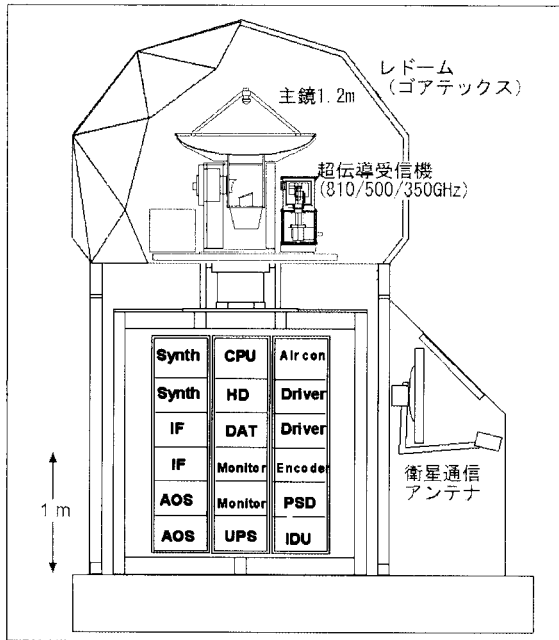 レドーム
(ゴアテックス)
主鏡1.2m
超伝導受信機
(810/500/350GHz)
Synth CPU Aircon
Synth HD Driver
IF DAT Driver
IF Monitor Encoder
AOS Monitor PSD
AOS UPS IDU
衛星通信
アンテナ
1m